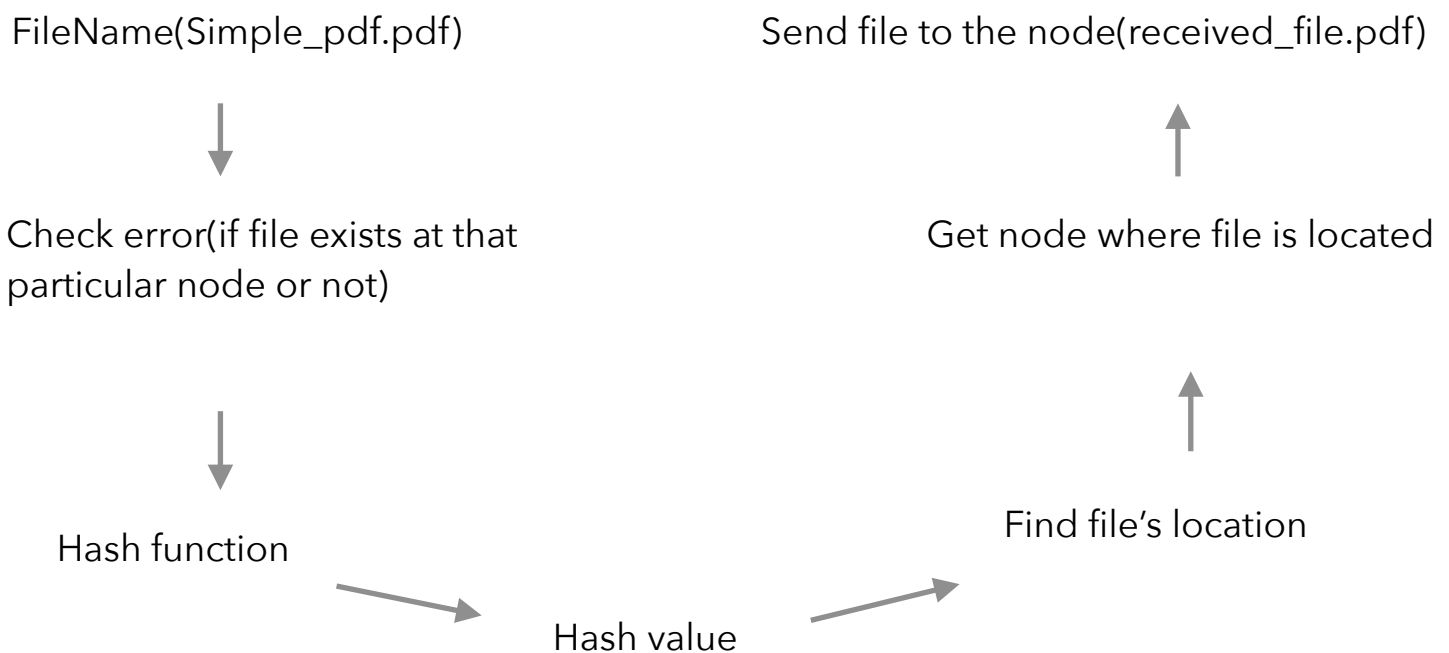 FileName(Simple_pdf.pdf)
Check error(if file exists at that
particular node or not)
Hash function
Hash value
Find file’s location
Get node where file is located
Send file to the node(received_file.pdf)